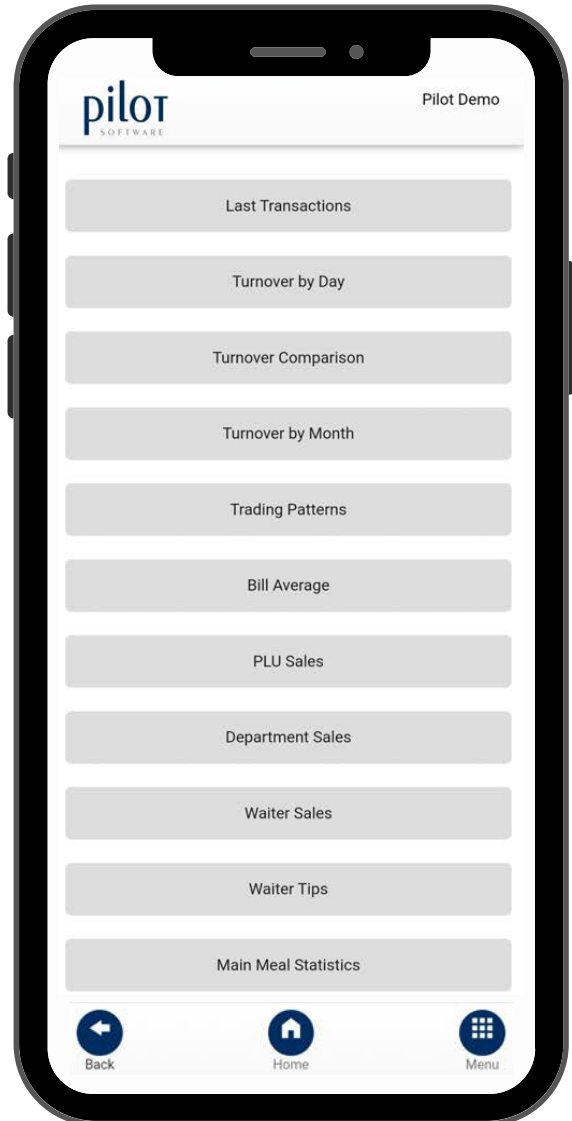 pilot
SOFTWARE
Pilot Demo
Last Transactions
Turnover by Day
Turnover Comparison
Turnover by Month
Trading Patterns
Bill Average
PLU Sales
Department Sales
Waiter Sales
Waiter Tips
Main Meal Statistics
Back
Home
Menu